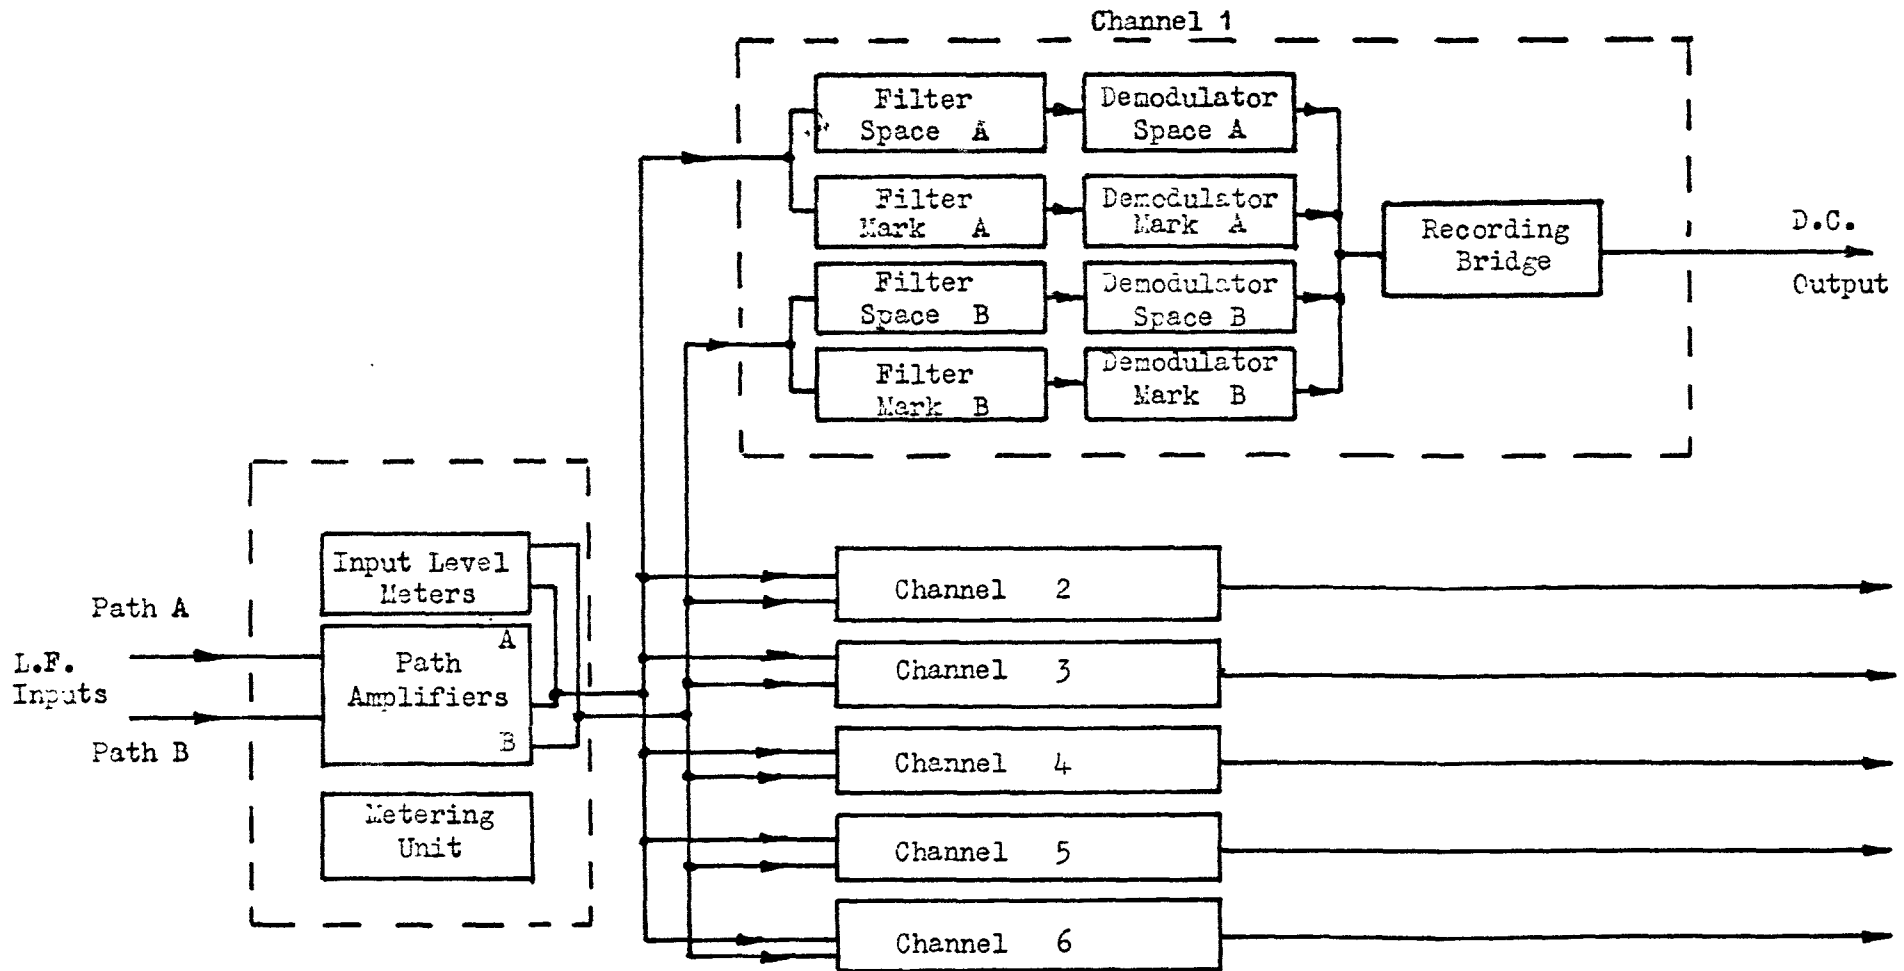 Channel 1
Filter
Space A
Demodulator
Space A
Filter
Mark A
Demodulator
Mark A
Filter
Space B
Demodulator
Space B
Filter
Mark B
Demodulator
Mark B
Recording
Bridge
D.C.
Output
Input Level
Meters
Path A
L.F.
Inputs
Path B
A
Path
Amplifiers
B
Metering
Unit
Channel 2
Channel 3
Channel 4
Channel 5
Channel 6